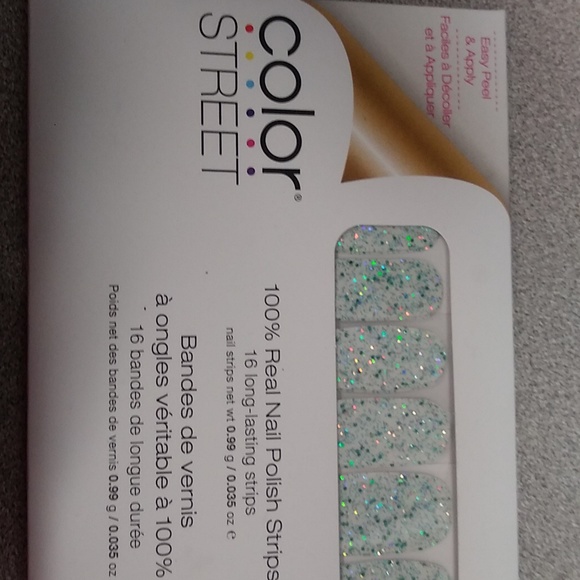 Easy Peel
& Apply
Faciles à Décoller
et à Appliquer
color®
STREET
100% Real Nail Polish Strips
16 long-lasting strips
nail strips net wt 0.99 g / 0.035 oz e
Bandes de vernis
à ongles véritable à 100%
16 bandes de longue durée
Poids net des bandes de vernis 0.99 g / 0.035 oz